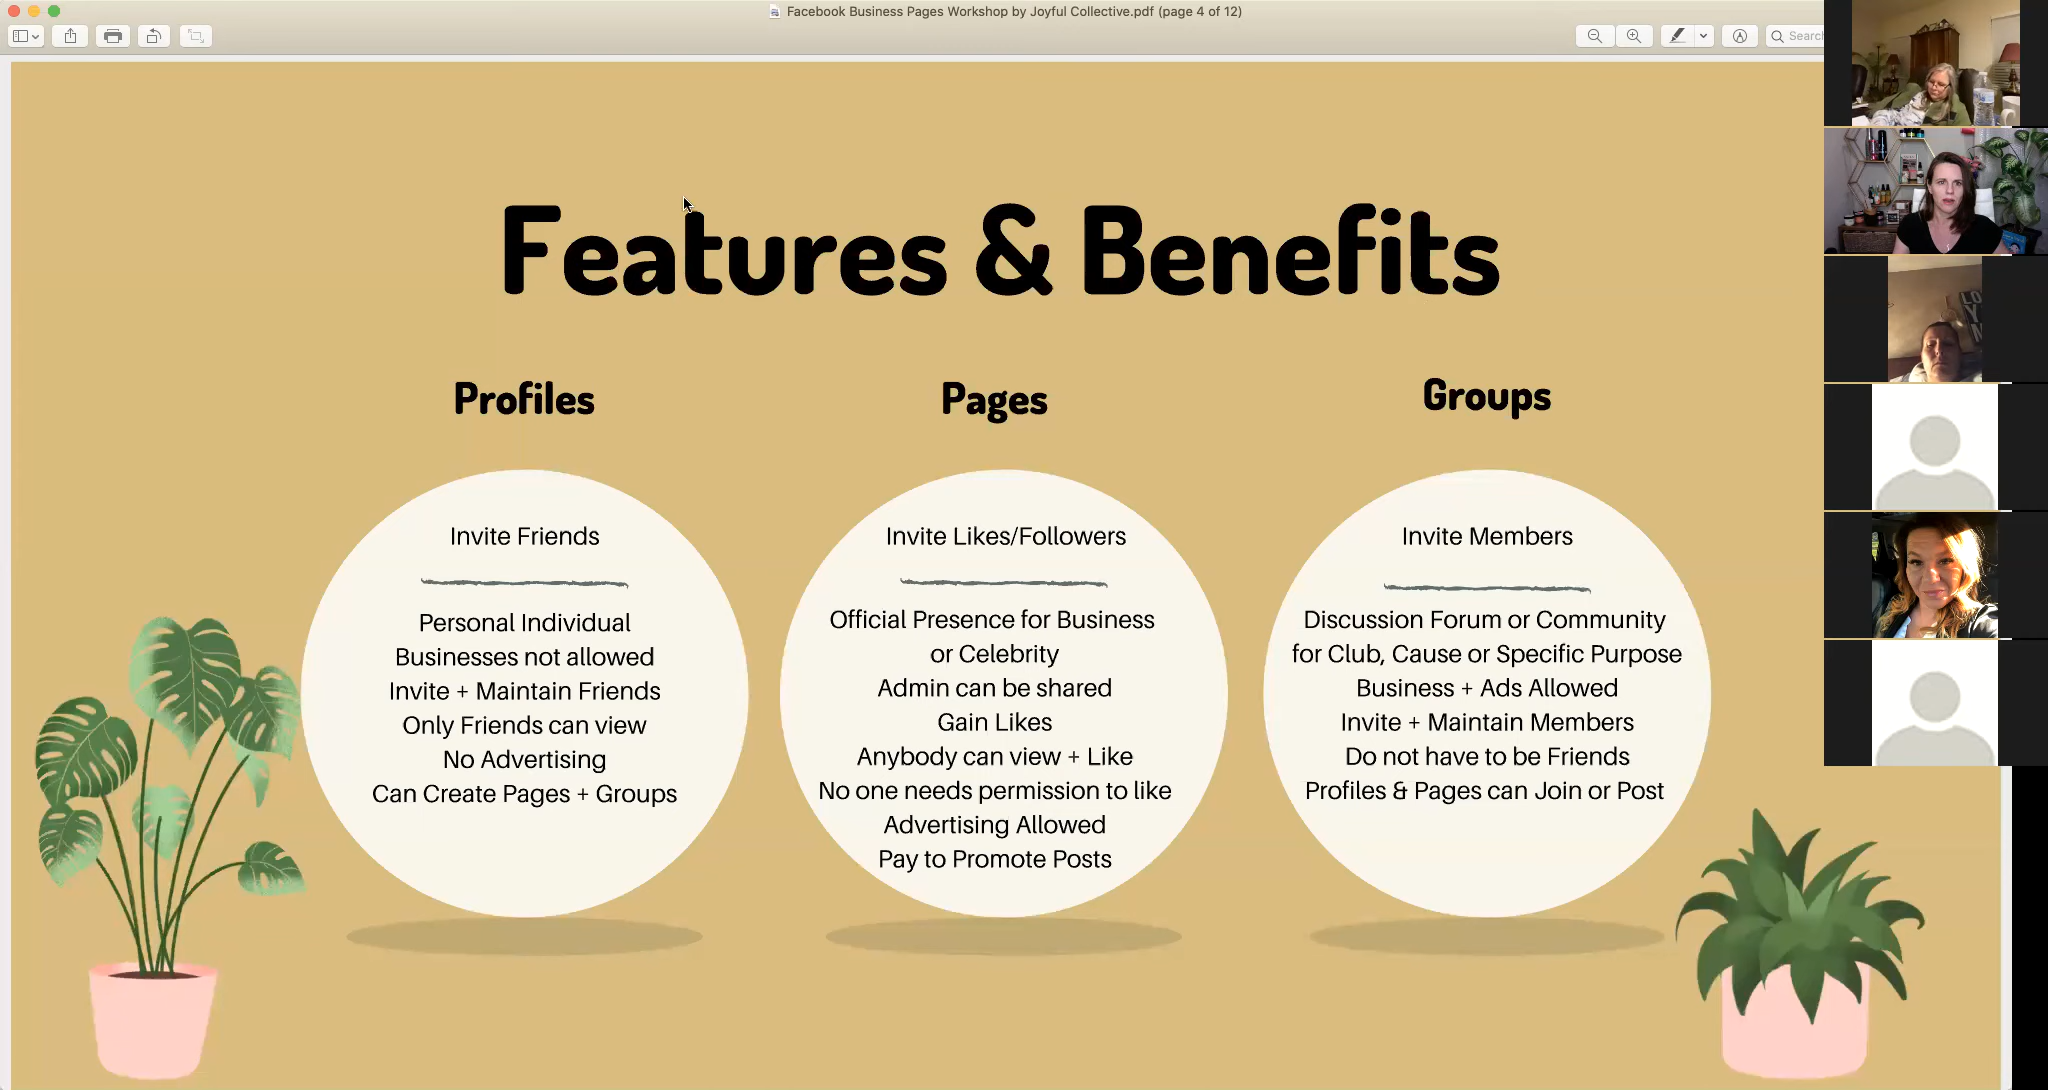 Facebook Business Pages Workshop by Joyful Collective.pdf (page 4 of 12)
Search
Features & Benefits
Profiles
Invite Friends
Personal Individual
Businesses not allowed
Invite + Maintain Friends
Only Friends can view
No Advertising
Can Create Pages + Groups
Pages
Invite Likes/Followers
Official Presence for Business
or Celebrity
Admin can be shared
Gain Likes
Anybody can view + Like
No one needs permission to like
Advertising Allowed
Pay to Promote Posts
Groups
Invite Members
Discussion Forum or Community
for Club, Cause or Specific Purpose
Business + Ads Allowed
Invite + Maintain Members
Do not have to be Friends
Profiles & Pages can Join or Post